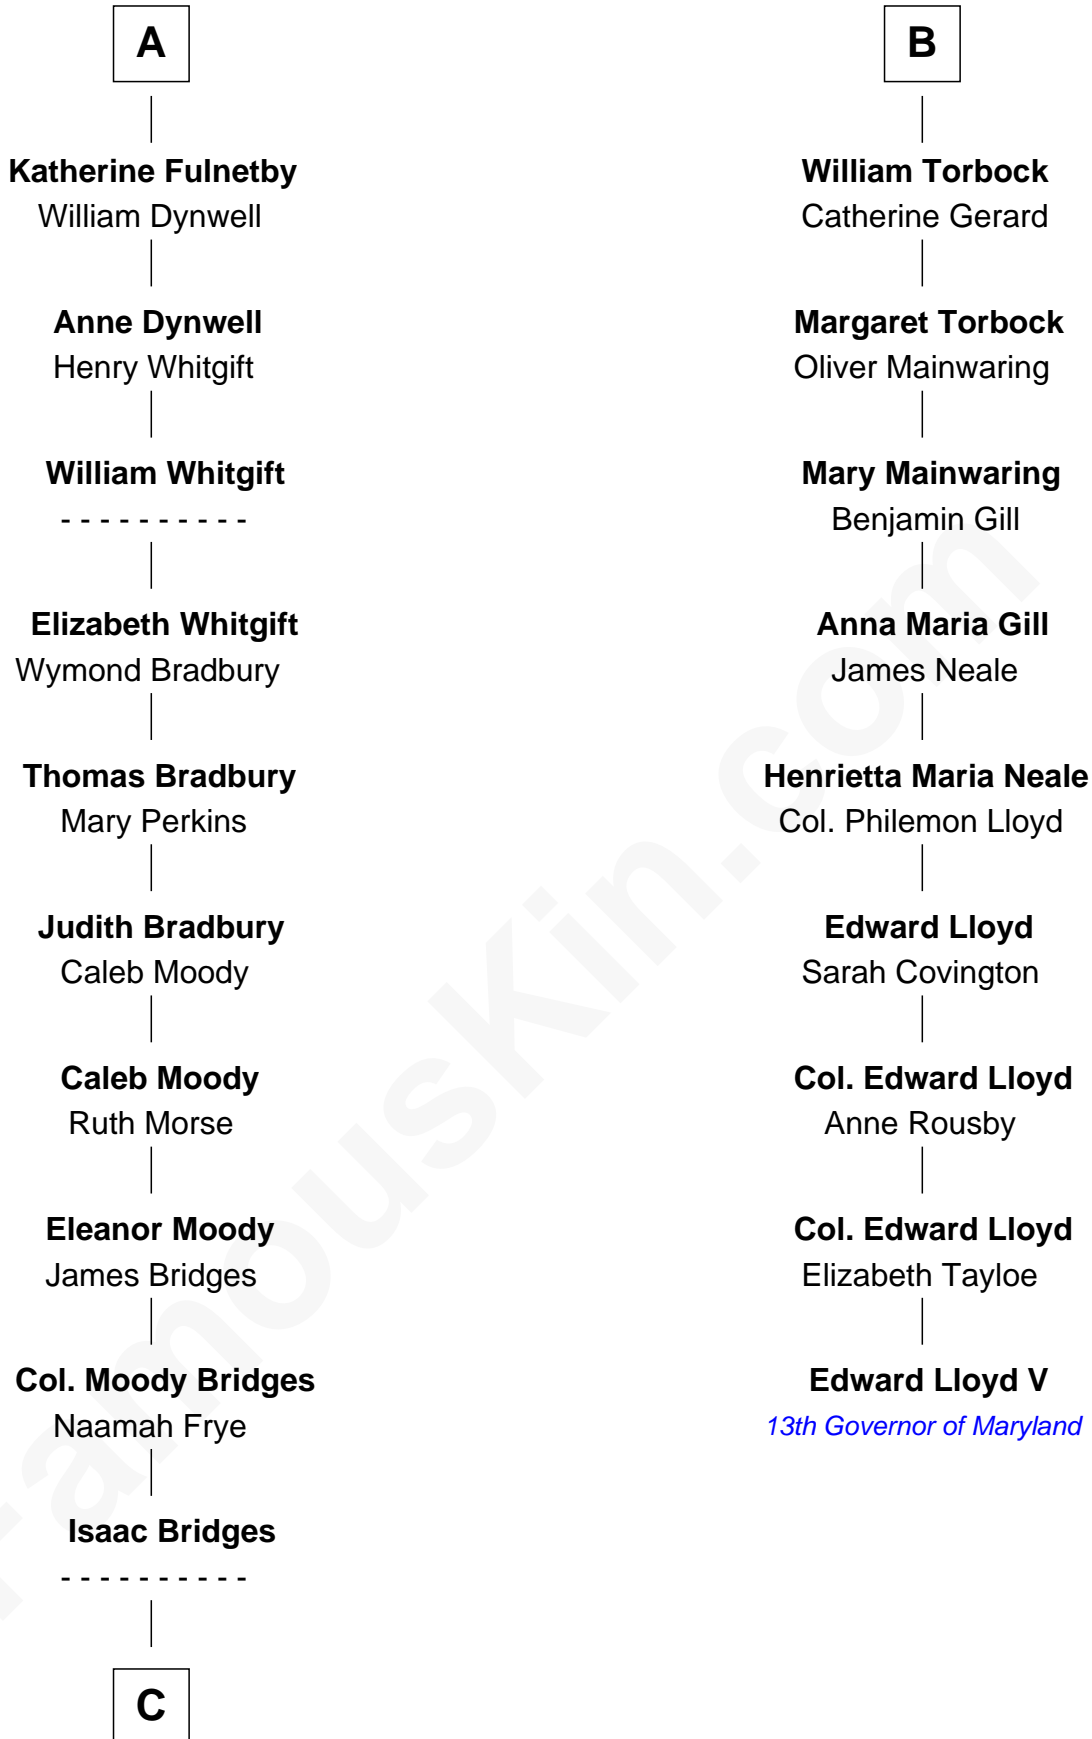 A
Katherine Fulnetby
William Dynwell
Anne Dynwell
Henry Whitgift
William Whitgift
- - - - - - - - - -
Elizabeth Whitgift
Wymond Bradbury
Thomas Bradbury
Mary Perkins
Judith Bradbury
Caleb Moody
Caleb Moody
Ruth Morse
Eleanor Moody
James Bridges
Col. Moody Bridges
Naamah Frye
Isaac Bridges
- - - - - - - - - -
C
B
William Torbock
Catherine Gerard
Margaret Torbock
Oliver Mainwaring
Mary Mainwaring
Benjamin Gill
Anna Maria Gill
James Neale
Henrietta Maria Neale
Col. Philemon Lloyd
Edward Lloyd
Sarah Covington
Col. Edward Lloyd
Anne Rousby
Col. Edward Lloyd
Elizabeth Tayloe
Edward Lloyd V
13th Governor of Maryland
FamousKin.com